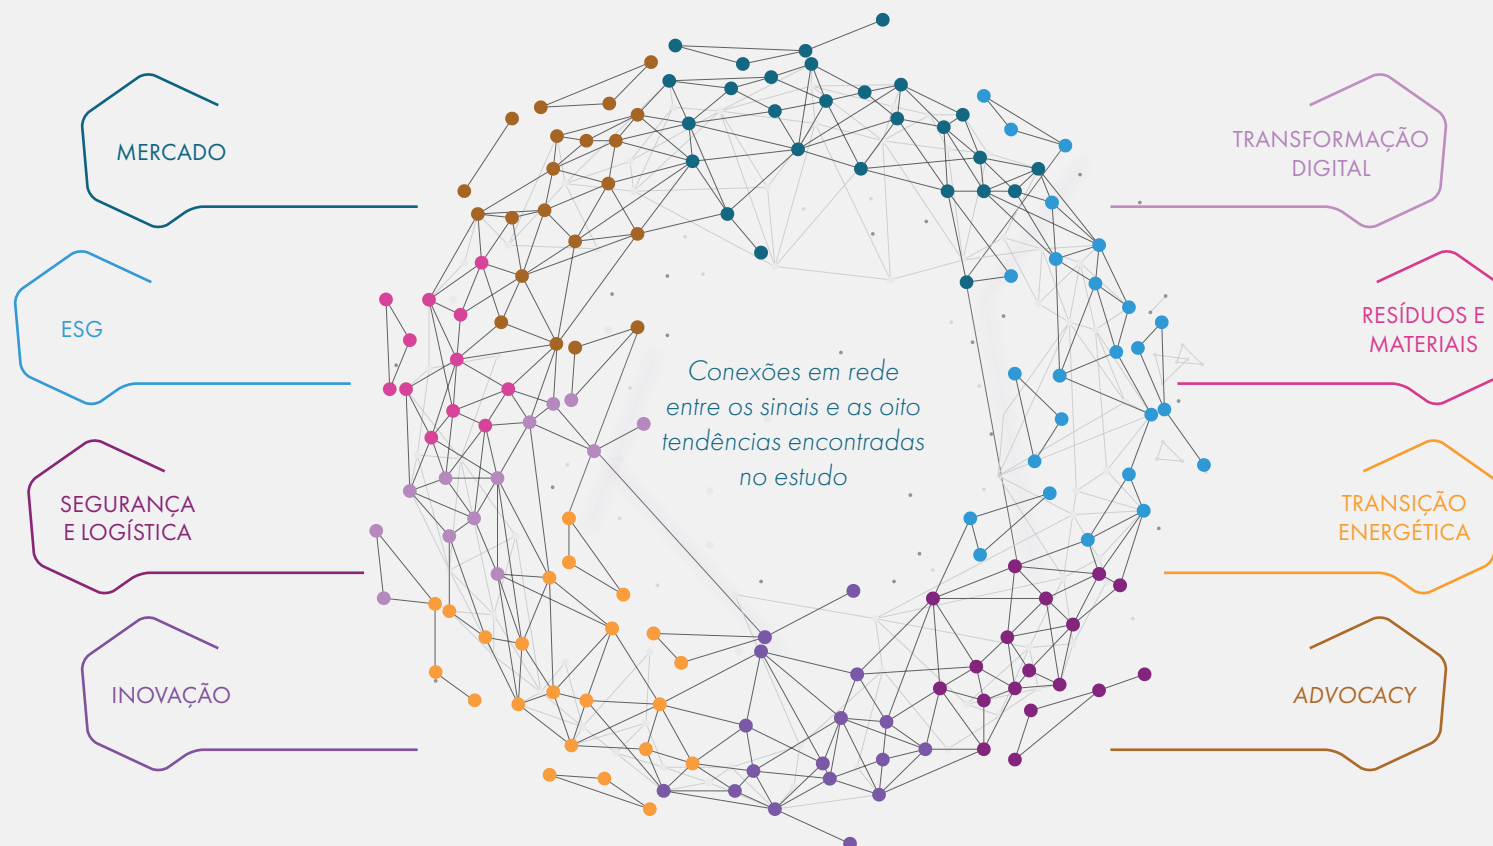 MERCADO
ESG
SEGURANÇA
E LOGÍSTICA
INOVAÇÃO
Conexões em rede
entre os sinais e as oito
tendências encontradas
no estudo
TRANSFORMAÇÃO
DIGITAL
RESÍDUOS E
MATERIAIS
TRANSIÇÃO
ENERGÉTICA
ADVOCACY